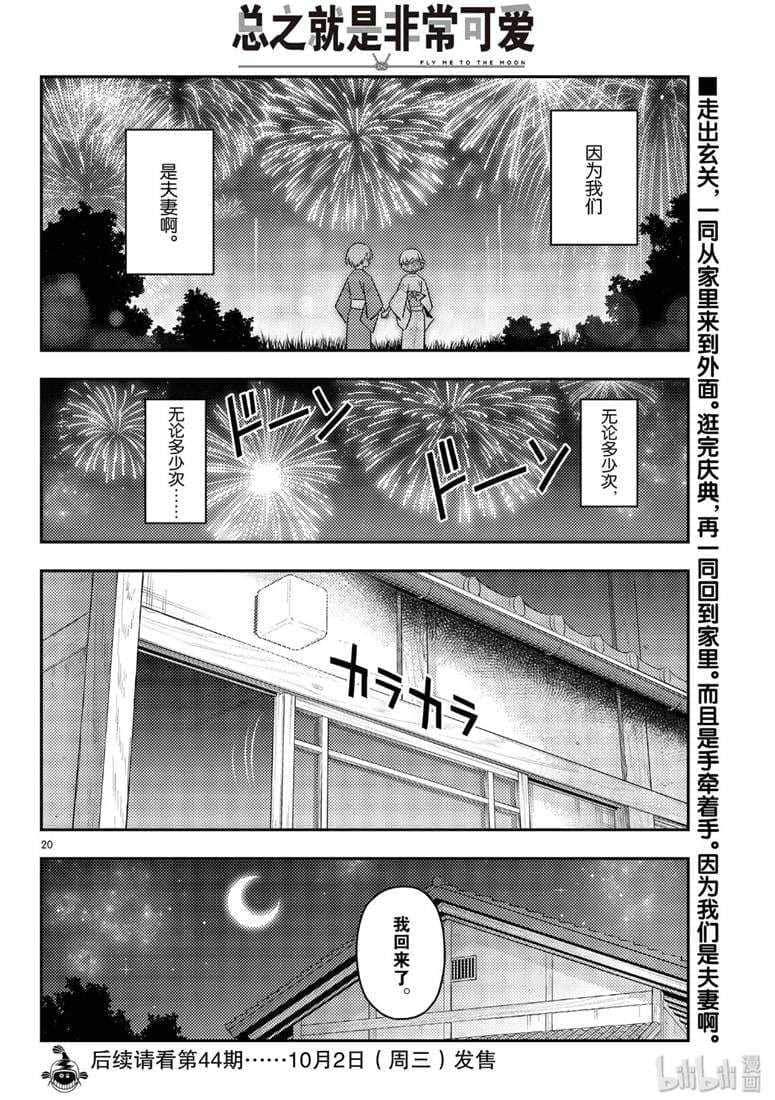 总之就是非常可爱
FLY ME TO THE MOON
因为我们
是夫妻啊。
无论多少次,
ドーン
ドーン
无论多少次……
カラカラ
20
我回来了。
■走出玄关，一同从家里来到外面。逛完庆典，再一同回到家里。而且是手牵着手。因为我们是夫妻啊。
后续请看第44期……10月2日（周三）发售
bilibili漫画